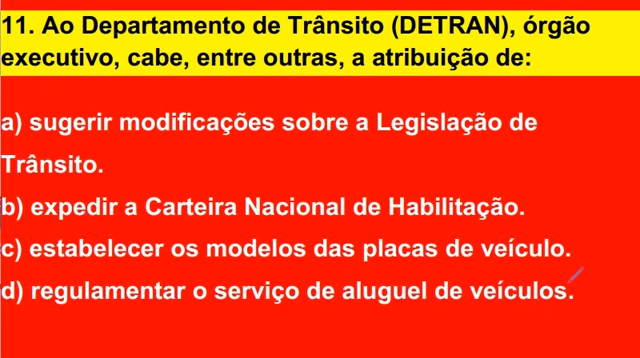 11. Ao Departamento de Trânsito (DETRAN), órgão
executivo, cabe, entre outras, a atribuição de:
a) sugerir modificações sobre a Legislação de
Trânsito.
b) expedir a Carteira Nacional de Habilitação.
c) estabelecer os modelos das placas de veículo.
d) regulamentar o serviço de aluguel de veículos.